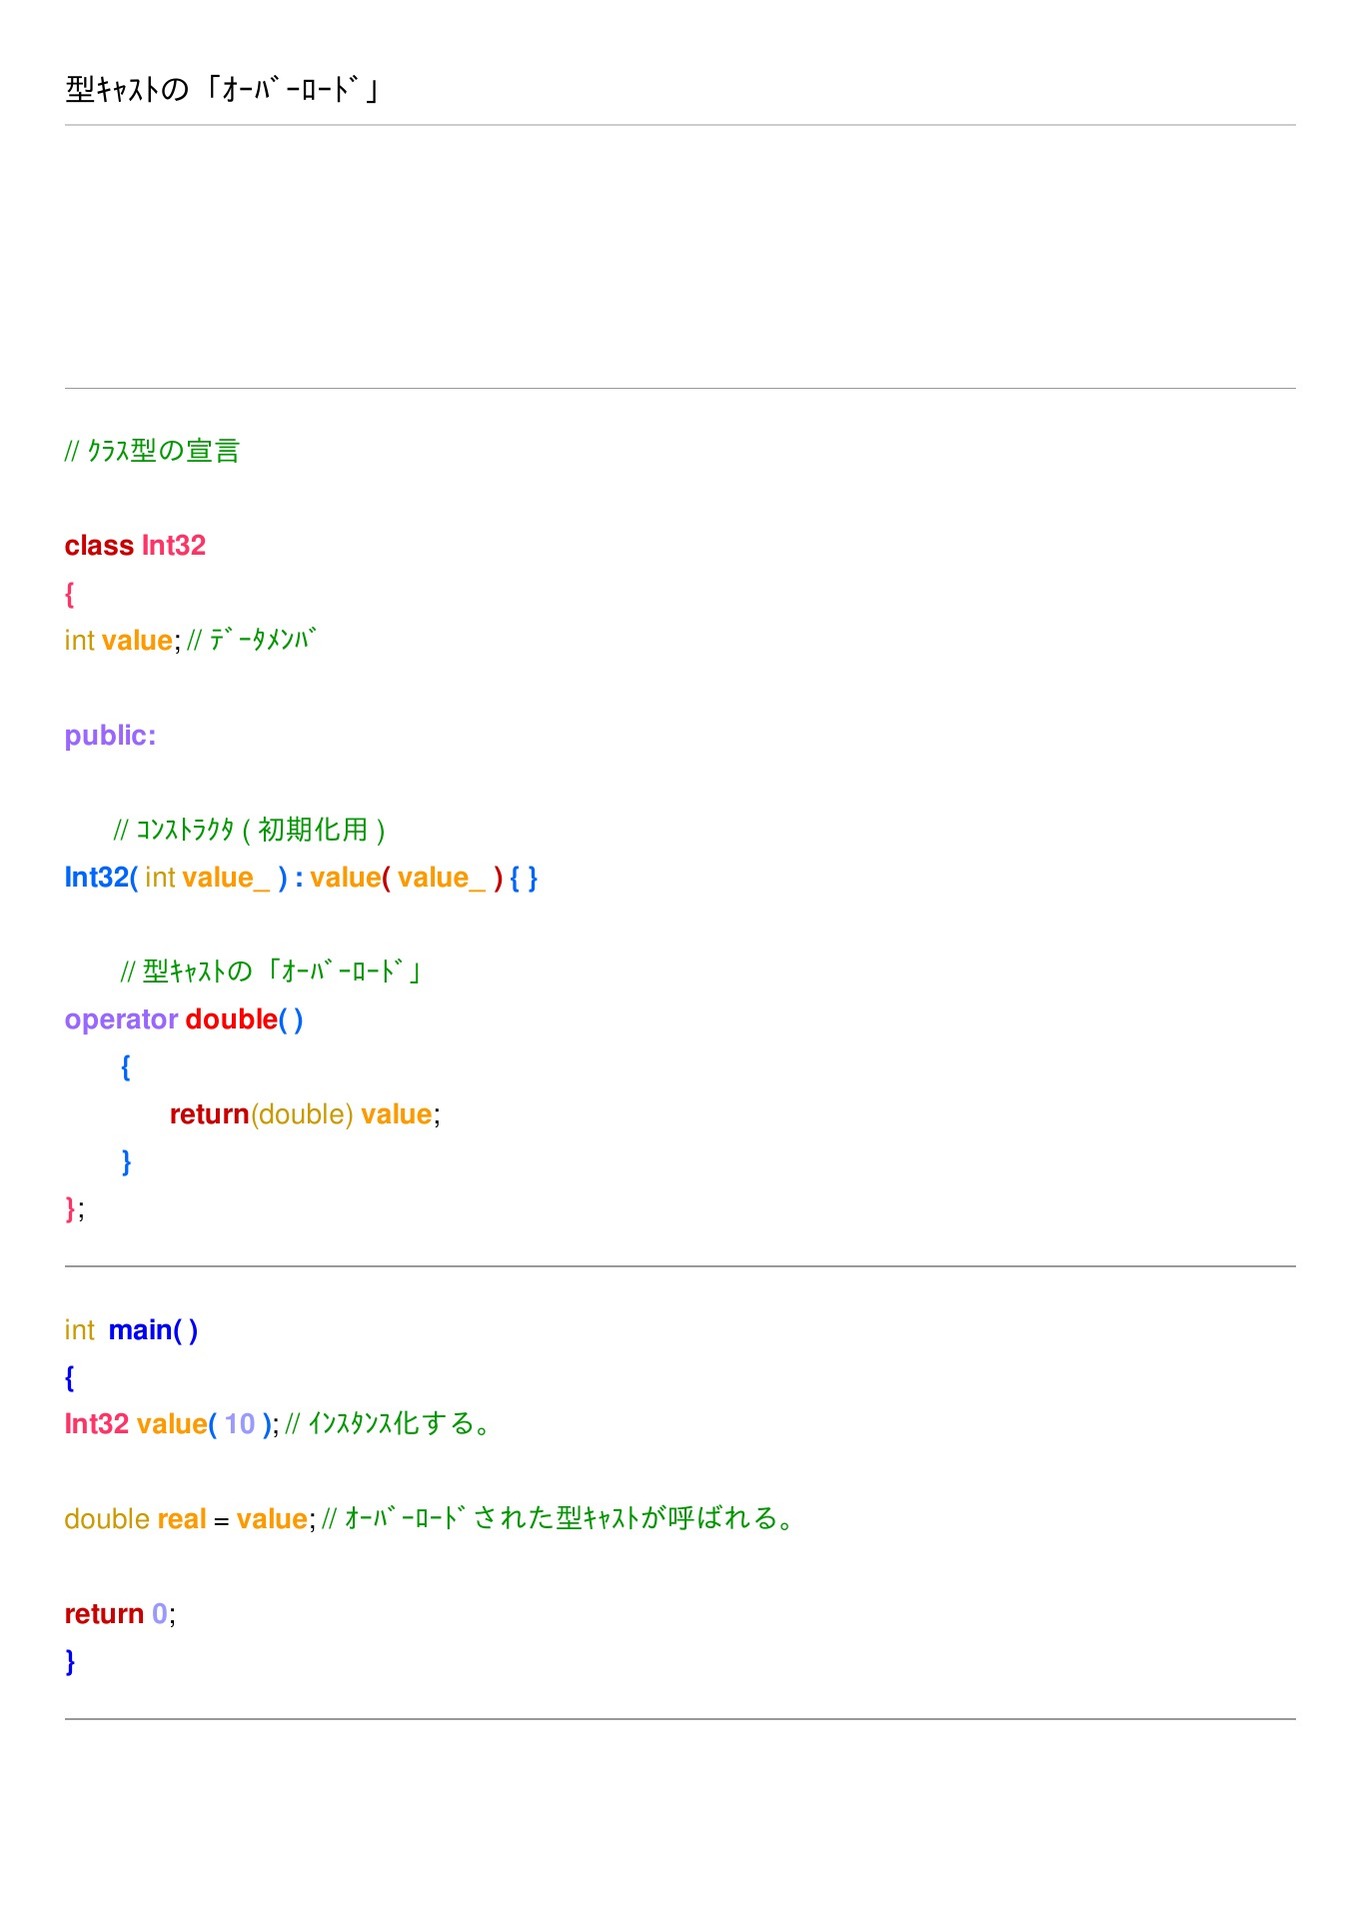 型ｷｬｽﾄの「ｵｰﾊﾞｰﾛｰﾄﾞ」
// ｸﾗｽ型の宣言
class Int32
{
int value; // ﾃﾞｰﾀﾒﾝﾊﾞ
public:
// ｺﾝｽﾄﾗｸﾀ ( 初期化用 )
Int32( int value_ ) : value( value_ ) { }
// 型ｷｬｽﾄの「ｵｰﾊﾞｰﾛｰﾄﾞ」
operator double( )
{
return(double) value;
}
};
int main( )
{
Int32 value( 10 ); // ｲﾝｽﾀﾝｽ化する。
double real = value; // ｵｰﾊﾞｰﾛｰﾄﾞされた型ｷｬｽﾄが呼ばれる。
return 0;
}